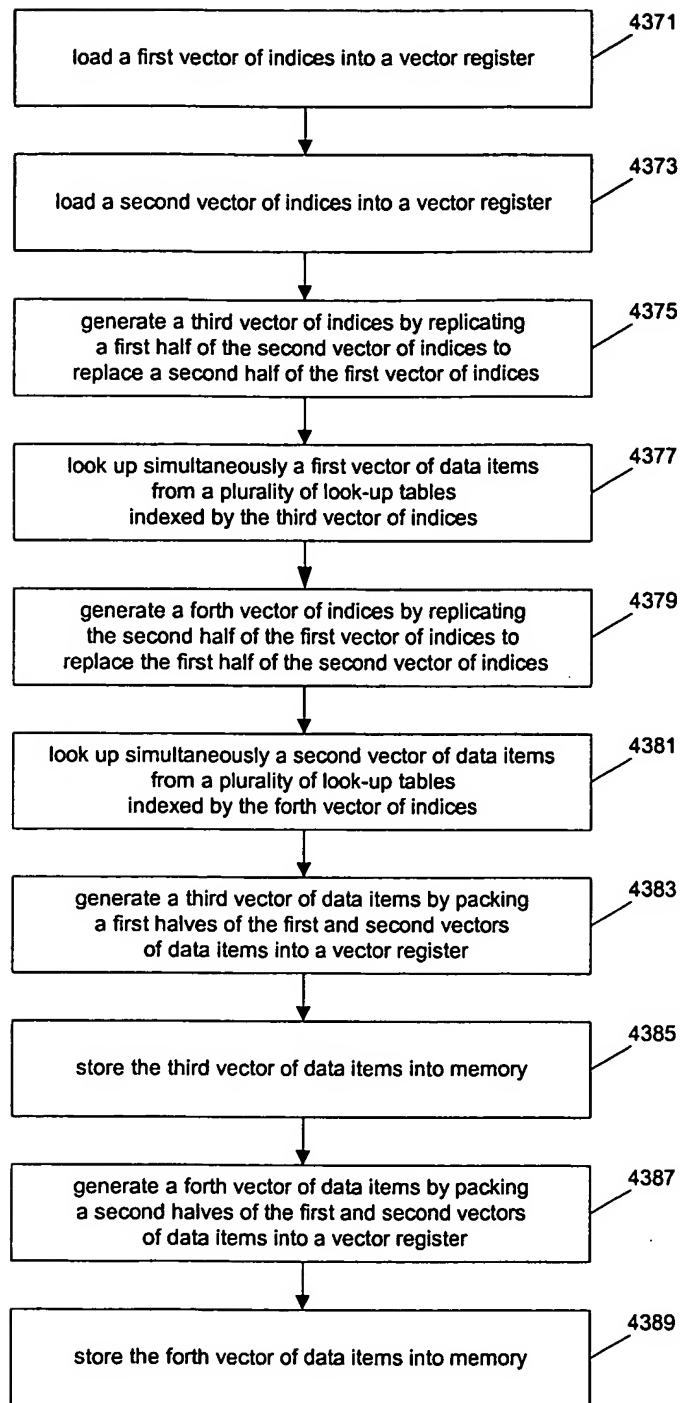 4371
load a first vector of indices into a vector register
4373
load a second vector of indices into a vector register
4375
generate a third vector of indices by replicating
a first half of the second vector of indices to
replace a second half of the first vector of indices
4377
look up simultaneously a first vector of data items
from a plurality of look-up tables
indexed by the third vector of indices
4379
generate a forth vector of indices by replicating
the second half of the first vector of indices to
replace the first half of the second vector of indices
4381
look up simultaneously a second vector of data items
from a plurality of look-up tables
indexed by the forth vector of indices
4383
generate a third vector of data items by packing
a first halves of the first and second vectors
of data items into a vector register
4385
store the third vector of data items into memory
4387
generate a forth vector of data items by packing
a second halves of the first and second vectors
of data items into a vector register
4389
store the forth vector of data items into memory